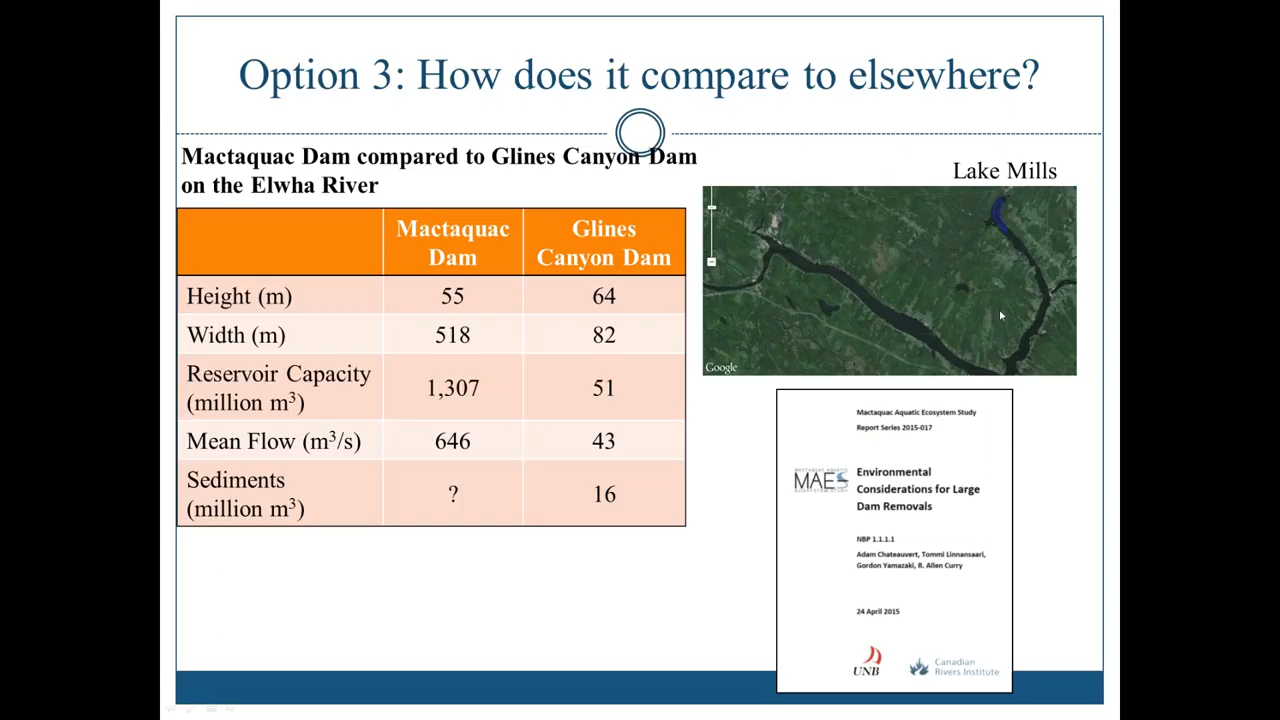 Option 3: How does it compare to elsewhere?
Mactaquac Dam compared to Glines Canyon Dam
on the Elwha River
Lake Mills
Mactaquac
Dam
Glines
Canyon Dam
Height (m)
55
64
Width (m)
518
82
Reservoir Capacity
(million m³)
1,307
51
Mean Flow (m³/s)
646
43
Sediments
(million m³)
?
16
Google
Mactaquac Aquatic Ecosystem Study
Report Series 2015-017
MACTAQUAC AQUATIC
MAES
ECOSYSTEM STUDY
Environmental
Considerations for Large
Dam Removals
NBP 1.1.1.1
Adam Chateauvert, Tommi Linnansaari,
Gordon Yamazaki, R. Allen Curry
24 April 2015
UNB
Canadian
Rivers Institute